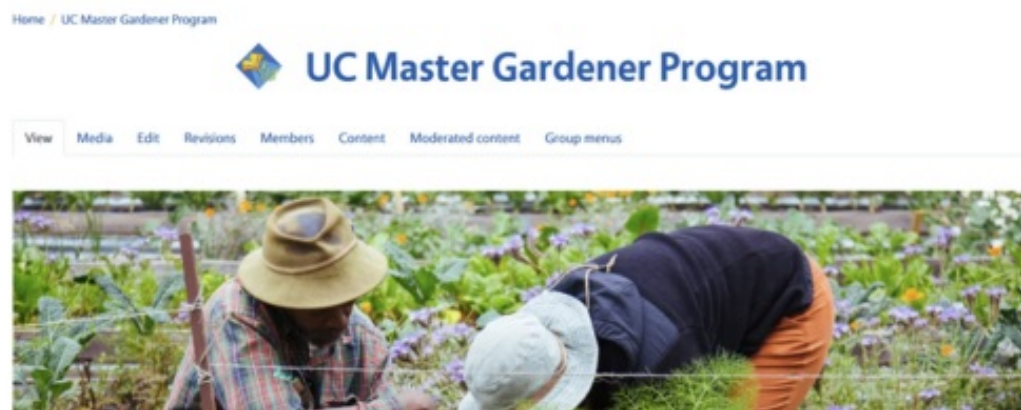 Home / UC Master Gardener Program
UC Master Gardener Program
View Media Edit Revisions Members Content Moderated content Group menus